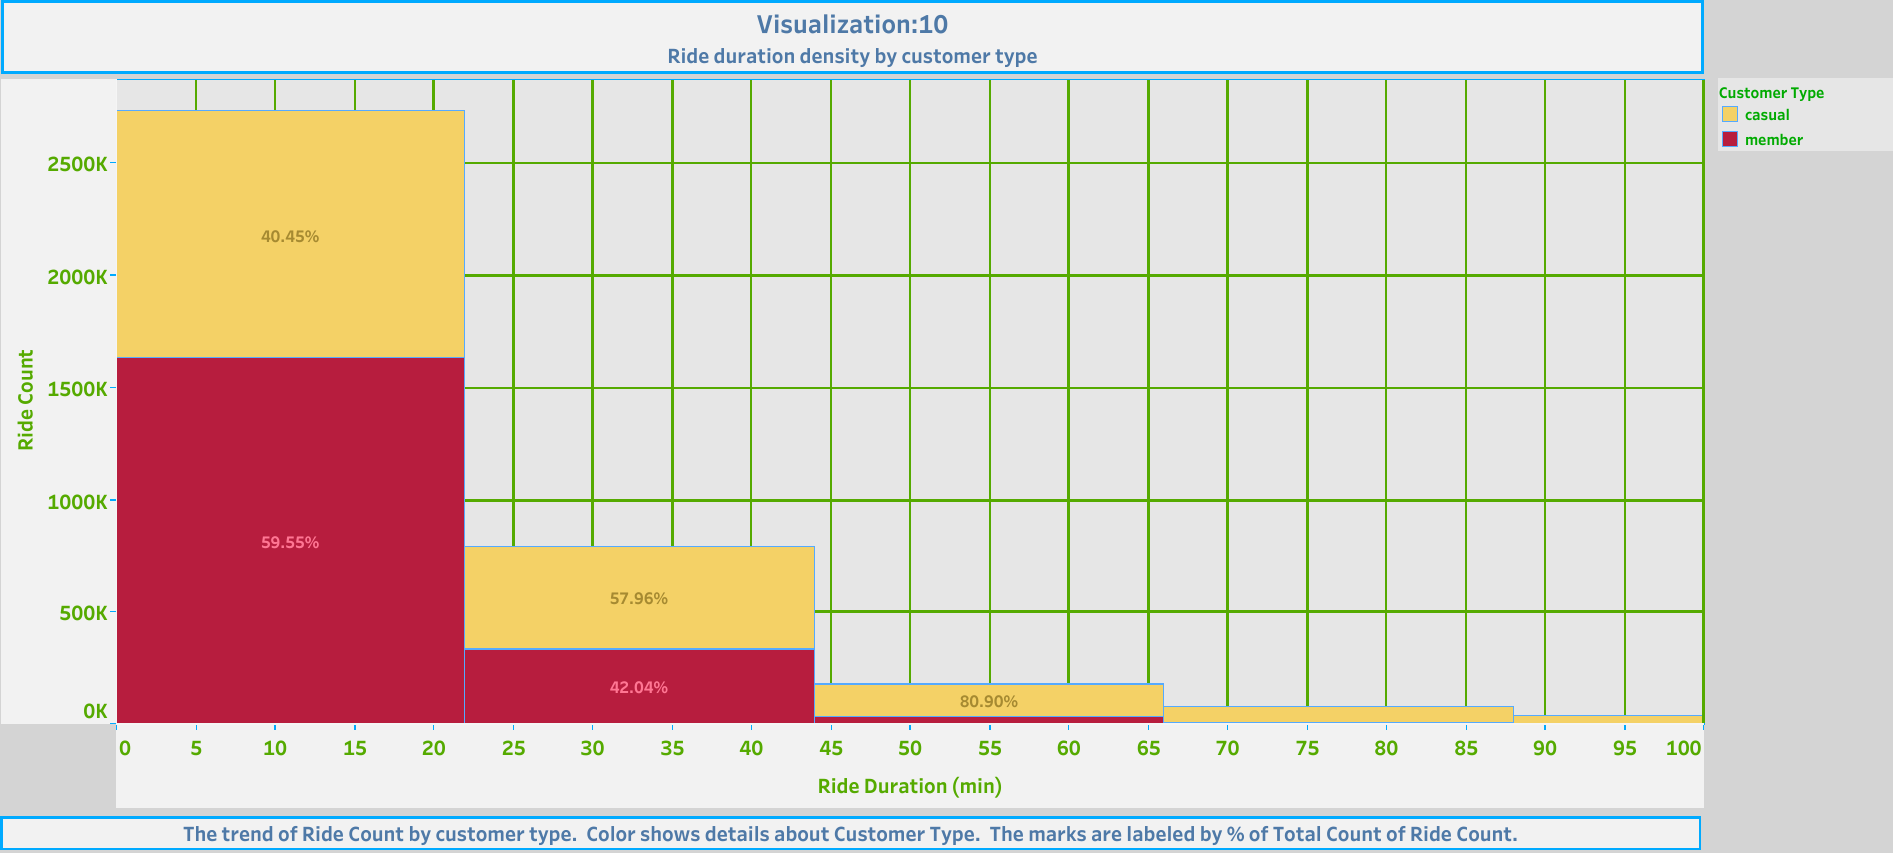 Visualization:10
Ride duration density by customer type
Customer Type
casual
member
Ride Count
2500K
2000K
1500K
1000K
500K
0K
40.45%
59.55%
57.96%
42.04%
80.90%
0 5 10 15 20 25 30 35 40 45 50 55 60 65 70 75 80 85 90 95 100
Ride Duration (min)
The trend of Ride Count by customer type.  Color shows details about Customer Type.  The marks are labeled by % of Total Count of Ride Count.